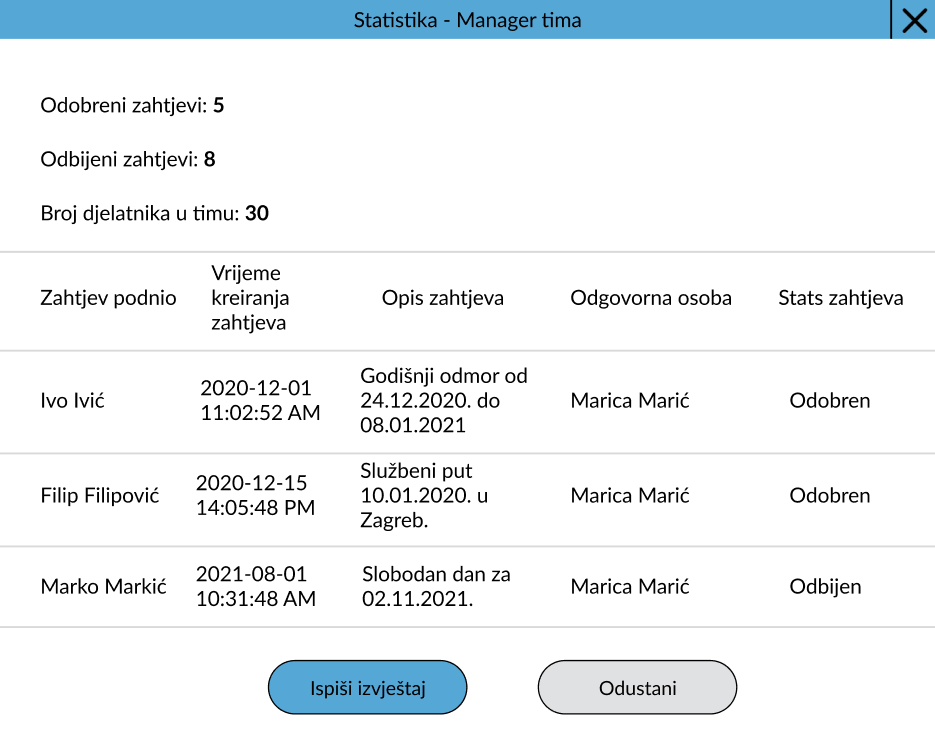 Statistika - Manager tima
Odobreni zahtjevi: 5
Odbijeni zahtjevi: 8
Broj djelatnika u timu: 30
Zahtjev podnio
Vrijeme
kreiranja
zahtjeva
Opis zahtjeva
Odgovorna osoba
Stats zahtjeva
Ivo Ivić
2020-12-01
11:02:52 AM
Godišnji odmor od
24.12.2020. do
08.01.2021
Marica Marić
Odobren
Filip Filipović
2020-12-15
14:05:48 PM
Službeni put
10.01.2020. u
Zagreb.
Marica Marić
Odobren
Marko Markić
2021-08-01
10:31:48 AM
Slobodan dan za
02.11.2021.
Marica Marić
Odbijen
Ispiši izvještaj
Odustani